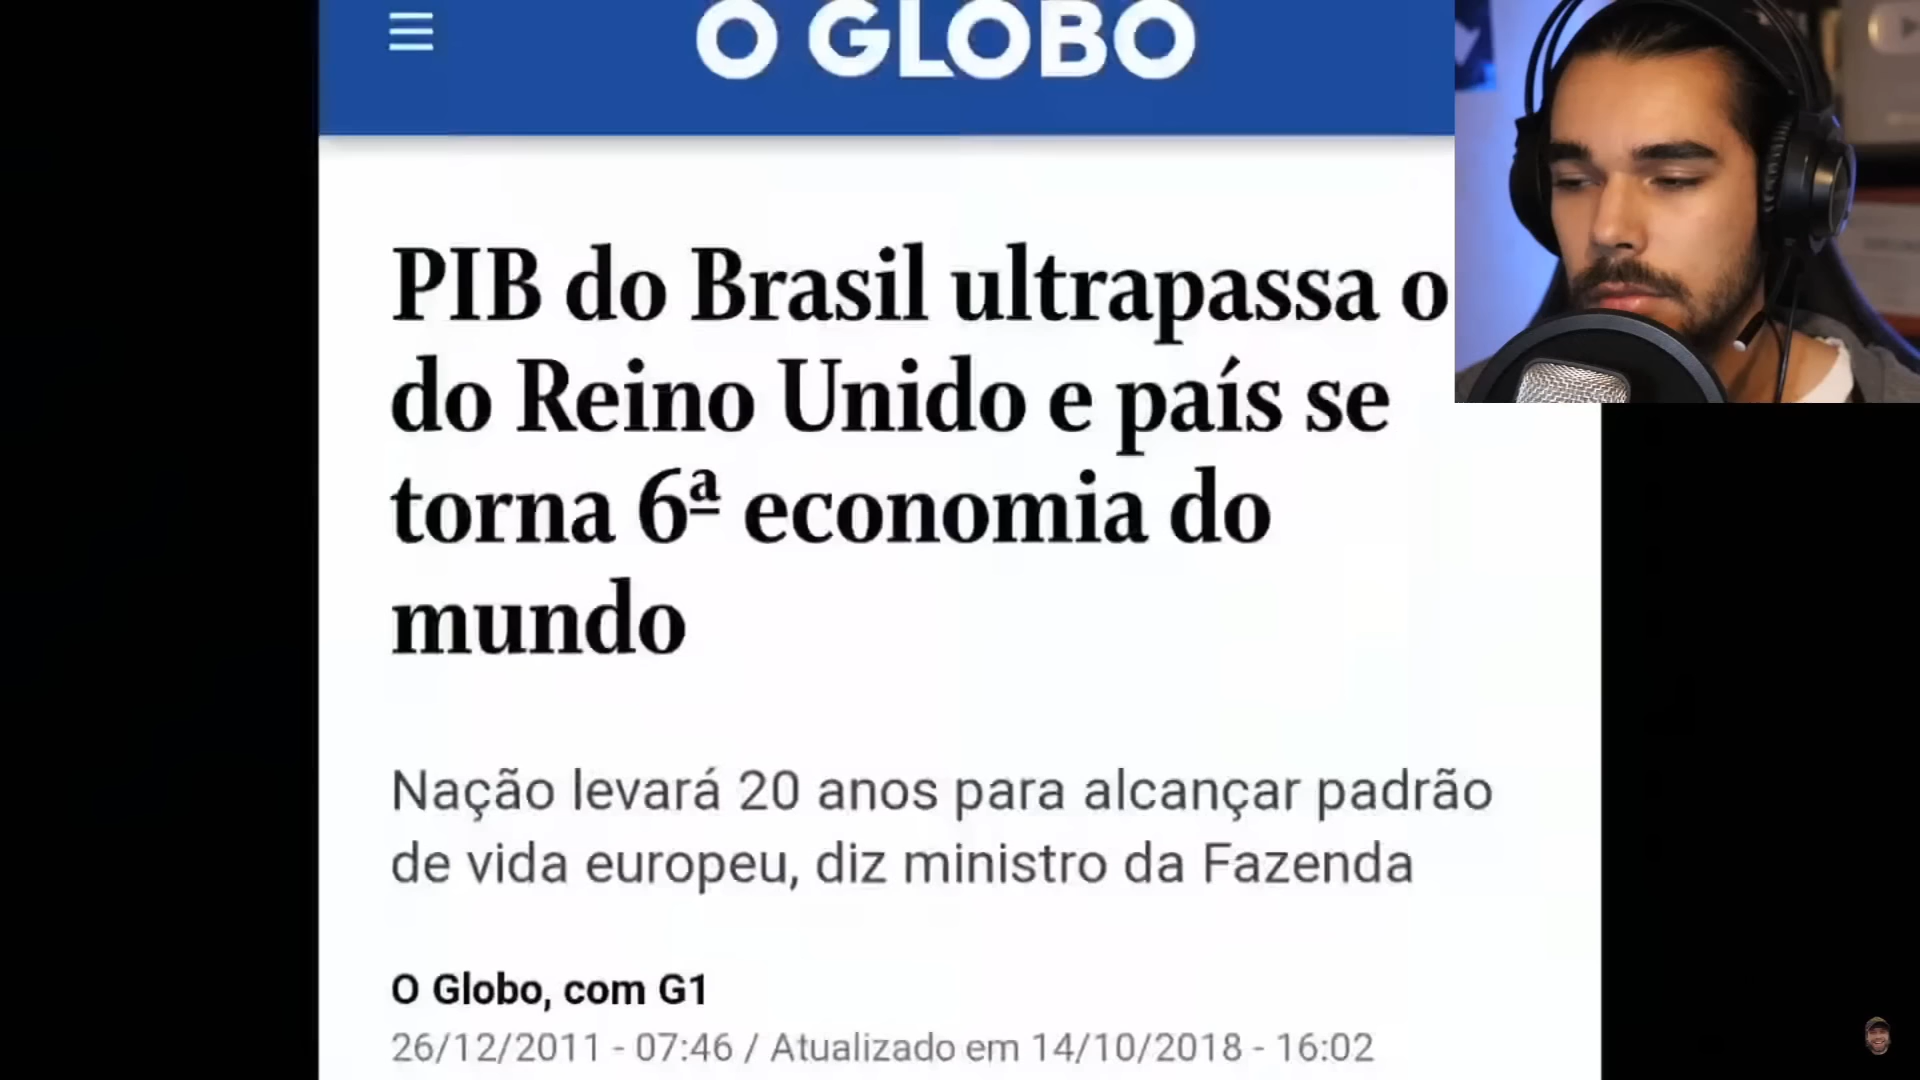 O GLOBO
PIB do Brasil ultrapassa o
do Reino Unido e país se
torna 6ª economia do
mundo
Nação levará 20 anos para alcançar padrão
de vida europeu, diz ministro da Fazenda
O Globo, com G1
26/12/2011 - 07:46 / Atualizado em 14/10/2018 - 16:02